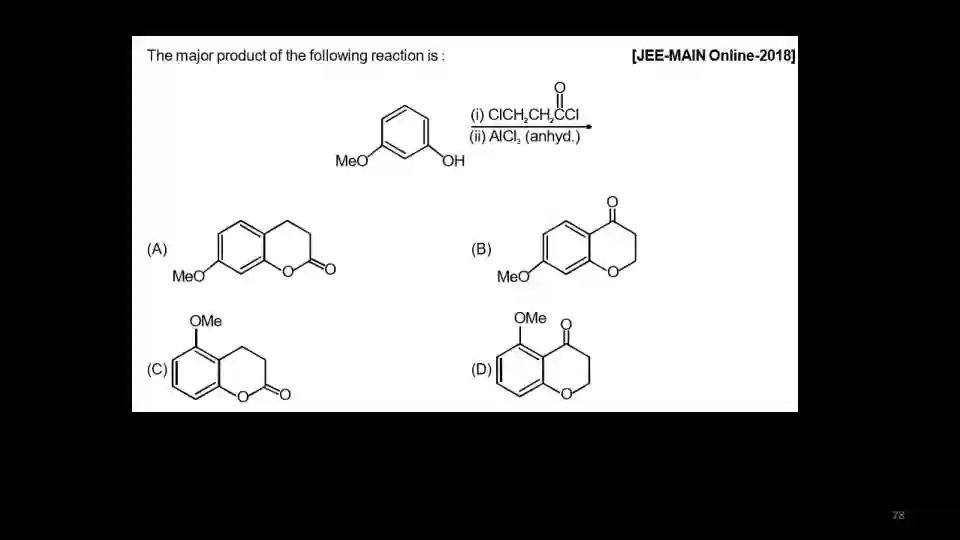 The major product of the following reaction is : [JEE-MAIN Online-2018]
O
(i) ClCH₂CH₂CCl
(ii) AlCl₃ (anhyd.)
MeO OH
(A) MeO O O
(B) O MeO O
(C) OMe O O
(D) OMe O O
78